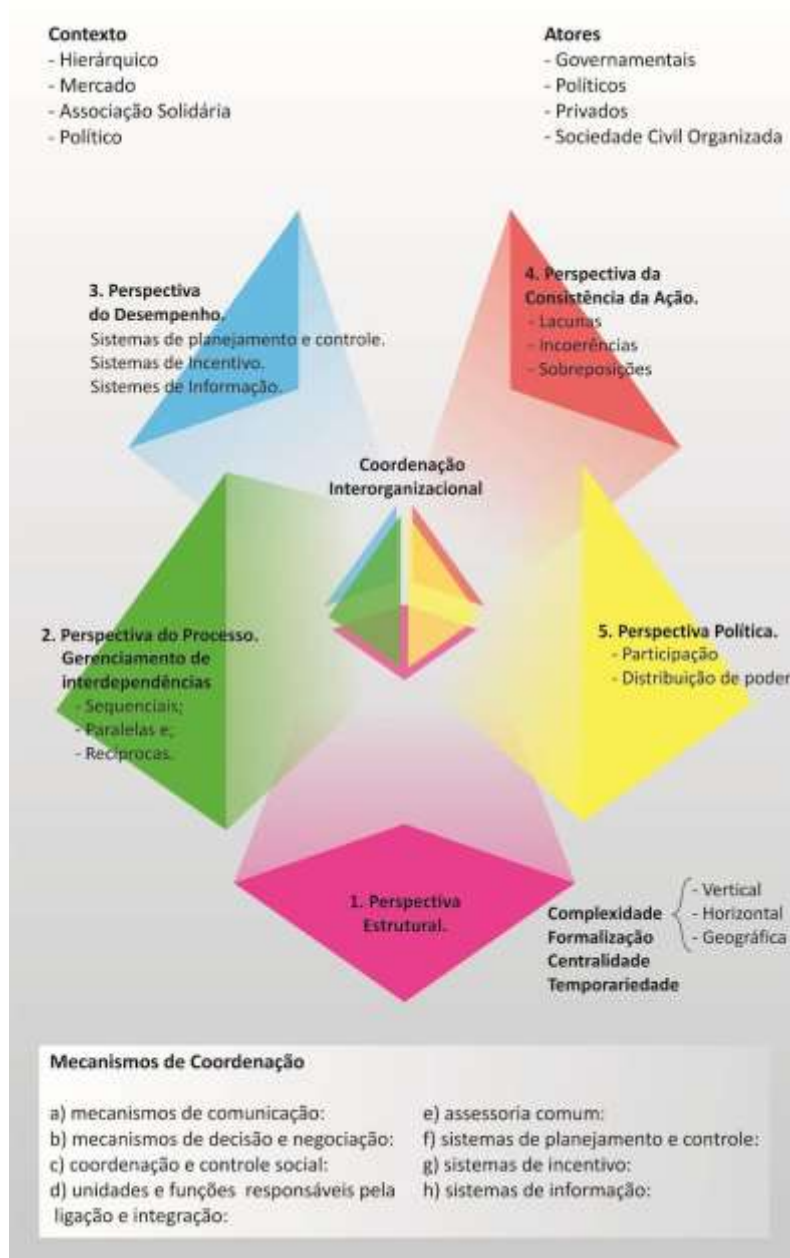 Contexto
- Hierárquico
- Mercado
- Associação Solidária
- Político
Atores
- Governamentais
- Políticos
- Privados
- Sociedade Civil Organizada
3. Perspectiva
do Desempenho.
Sistemas de planejamento e controle.
Sistemas de Incentivo.
Sistemes de Informação.
4. Perspectiva da
Consistência da Ação.
- Lacunas
- Incoerências
- Sobreposições
Coordenação
Interorganizacional
2. Perspectiva do Processo.
Gerenciamento de
interdependências
- Sequenciais;
- Paralelas e;
- Recíprocas.
5. Perspectiva Política.
- Participação
- Distribuição de poder
1. Perspectiva
Estrutural.
Complexidade
Formalização
Centralidade
Temporariedade
- Vertical
- Horizontal
- Geográfica
Mecanismos de Coordenação
a) mecanismos de comunicação:
b) mecanismos de decisão e negociação:
c) coordenação e controle social:
d) unidades e funções responsáveis pela
ligação e integração:
e) assessoria comum:
f) sistemas de planejamento e controle:
g) sistemas de incentivo:
h) sistemas de informação: